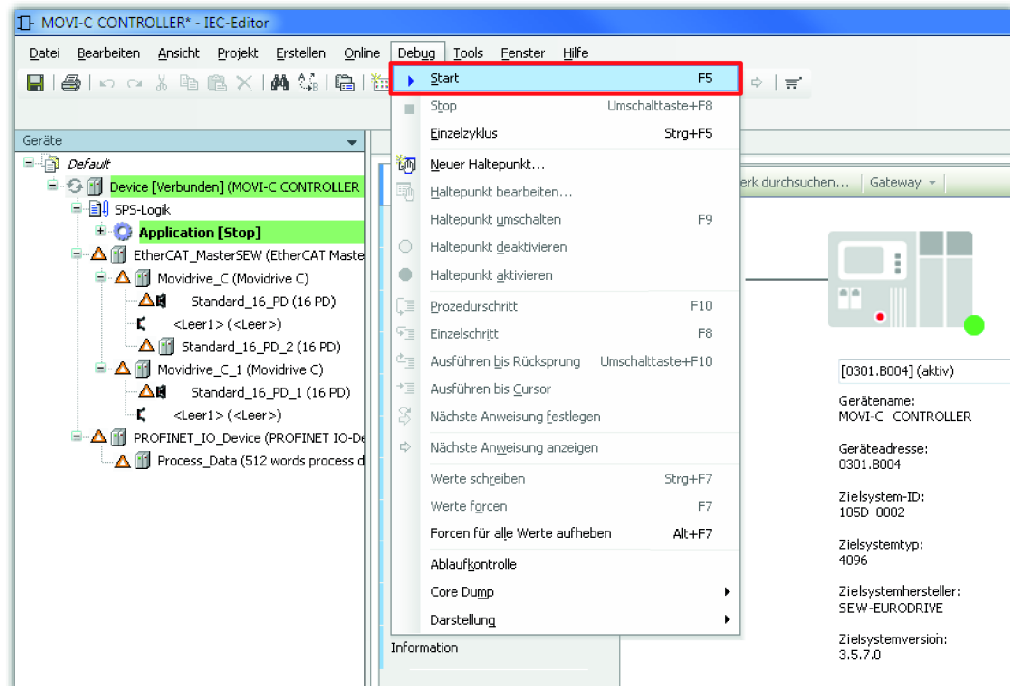 MOVI-C CONTROLLER* - IEC-Editor
Datei Bearbeiten Ansicht Projekt Erstellen Online Debug Tools Fenster Hilfe
Start F5
Stop Umschalttaste+F8
Einzelzyklus Strg+F5
Neuer Haltepunkt...
Haltepunkt bearbeiten...
Haltepunkt umschalten F9
Haltepunkt deaktivieren
Haltepunkt aktivieren
Prozedurschritt F10
Einzelschritt F8
Ausführen bis Rücksprung Umschalttaste+F10
Ausführen bis Cursor
Nächste Anweisung festlegen
Nächste Anweisung anzeigen
Werte schreiben Strg+F7
Werte forcen F7
Forcen für alle Werte aufheben Alt+F7
Ablaufkontrolle
Core Dump
Darstellung
Geräte
Default
Device [Verbunden] (MOVI-C CONTROLLER
SPS-Logik
Application [Stop]
EtherCAT_MasterSEW (EtherCAT Maste
Movidrive_C (Movidrive C)
Standard_16_PD (16 PD)
<Leer1> (<Leer>)
Standard_16_PD_2 (16 PD)
Movidrive_C_1 (Movidrive C)
Standard_16_PD_1 (16 PD)
<Leer> (<Leer>)
PROFINET_IO_Device (PROFINET IO-De
Process_Data (512 words process d
Information
erk durchsuchen... Gateway
[0301.B004] (aktiv)
Gerätename:
MOVI-C CONTROLLER
Geräteadresse:
0301.B004
Zielsystem-ID:
105D 0002
Zielsystemtyp:
4096
Zielsystemhersteller:
SEW-EURODRIVE
Zielsystemversion:
3.5.7.0